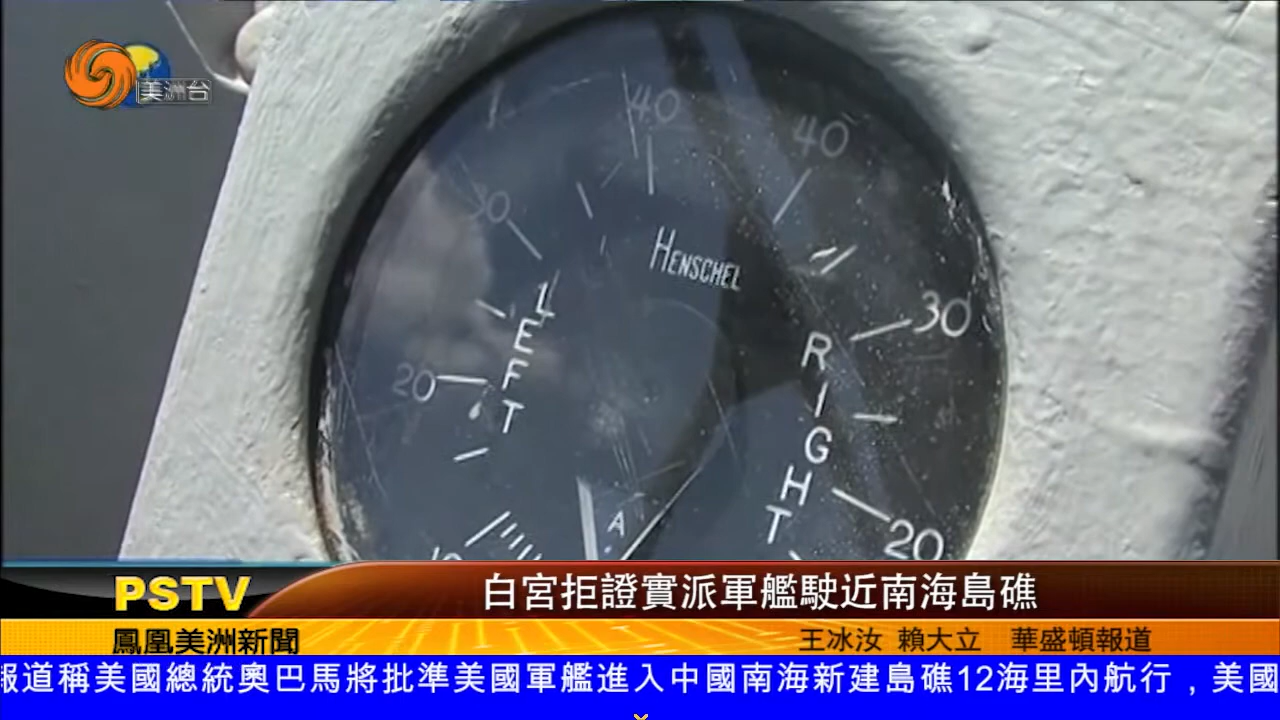 美洲台
40
40
30
HENSCHEL
LEFT
30
RIGHT
20
A
20
10
PSTV
白宮拒證實派軍艦駛近南海島礁
鳳凰美洲新聞
王冰汝 賴大立 華盛頓報道
報道稱美國總統奧巴馬將批準美國軍艦進入中國南海新建島礁12海里內航行，美國